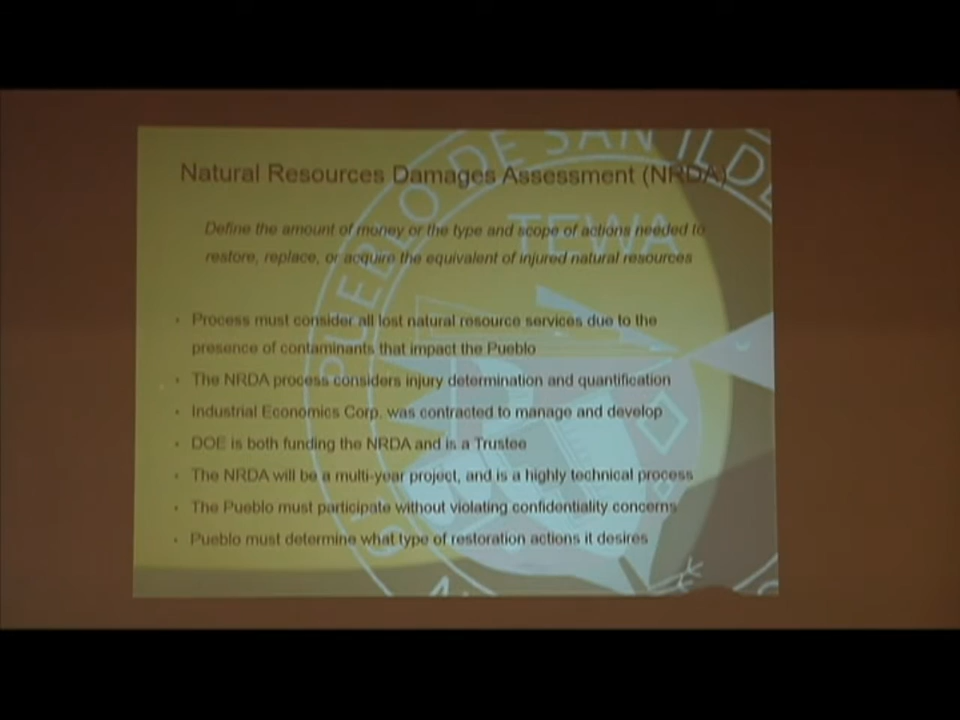 Natural Resources Damages Assessment (NRDA)
Define the amount of money or the type and scope of actions needed to
restore, replace, or acquire the equivalent of injured natural resources
• Process must consider all lost natural resource services due to the
presence of contaminants that impact the Pueblo
• The NRDA process considers injury determination and quantification
• Industrial Economics Corp. was contracted to manage and develop
• DOE is both funding the NRDA and is a Trustee
• The NRDA will be a multi-year project, and is a highly technical process
• The Pueblo must participate without violating confidentiality concerns
• Pueblo must determine what type of restoration actions it desires
PUEBLO DE SAN ILDE
TEWA